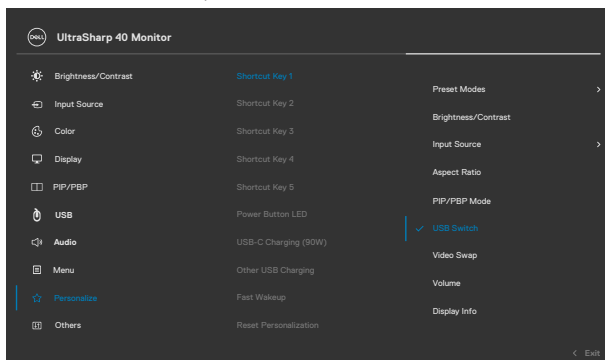 DELL UltraSharp 40 Monitor
Brightness/Contrast
Input Source
Color
Display
PIP/PBP
USB
Audio
Menu
Personalize
Others
Shortcut Key 1
Shortcut Key 2
Shortcut Key 3
Shortcut Key 4
Shortcut Key 5
Power Button LED
USB-C Charging (90W)
Other USB Charging
Fast Wakeup
Reset Personalization
Preset Modes
Brightness/Contrast
Input Source
Aspect Ratio
PIP/PBP Mode
USB Switch
Video Swap
Volume
Display Info
Exit